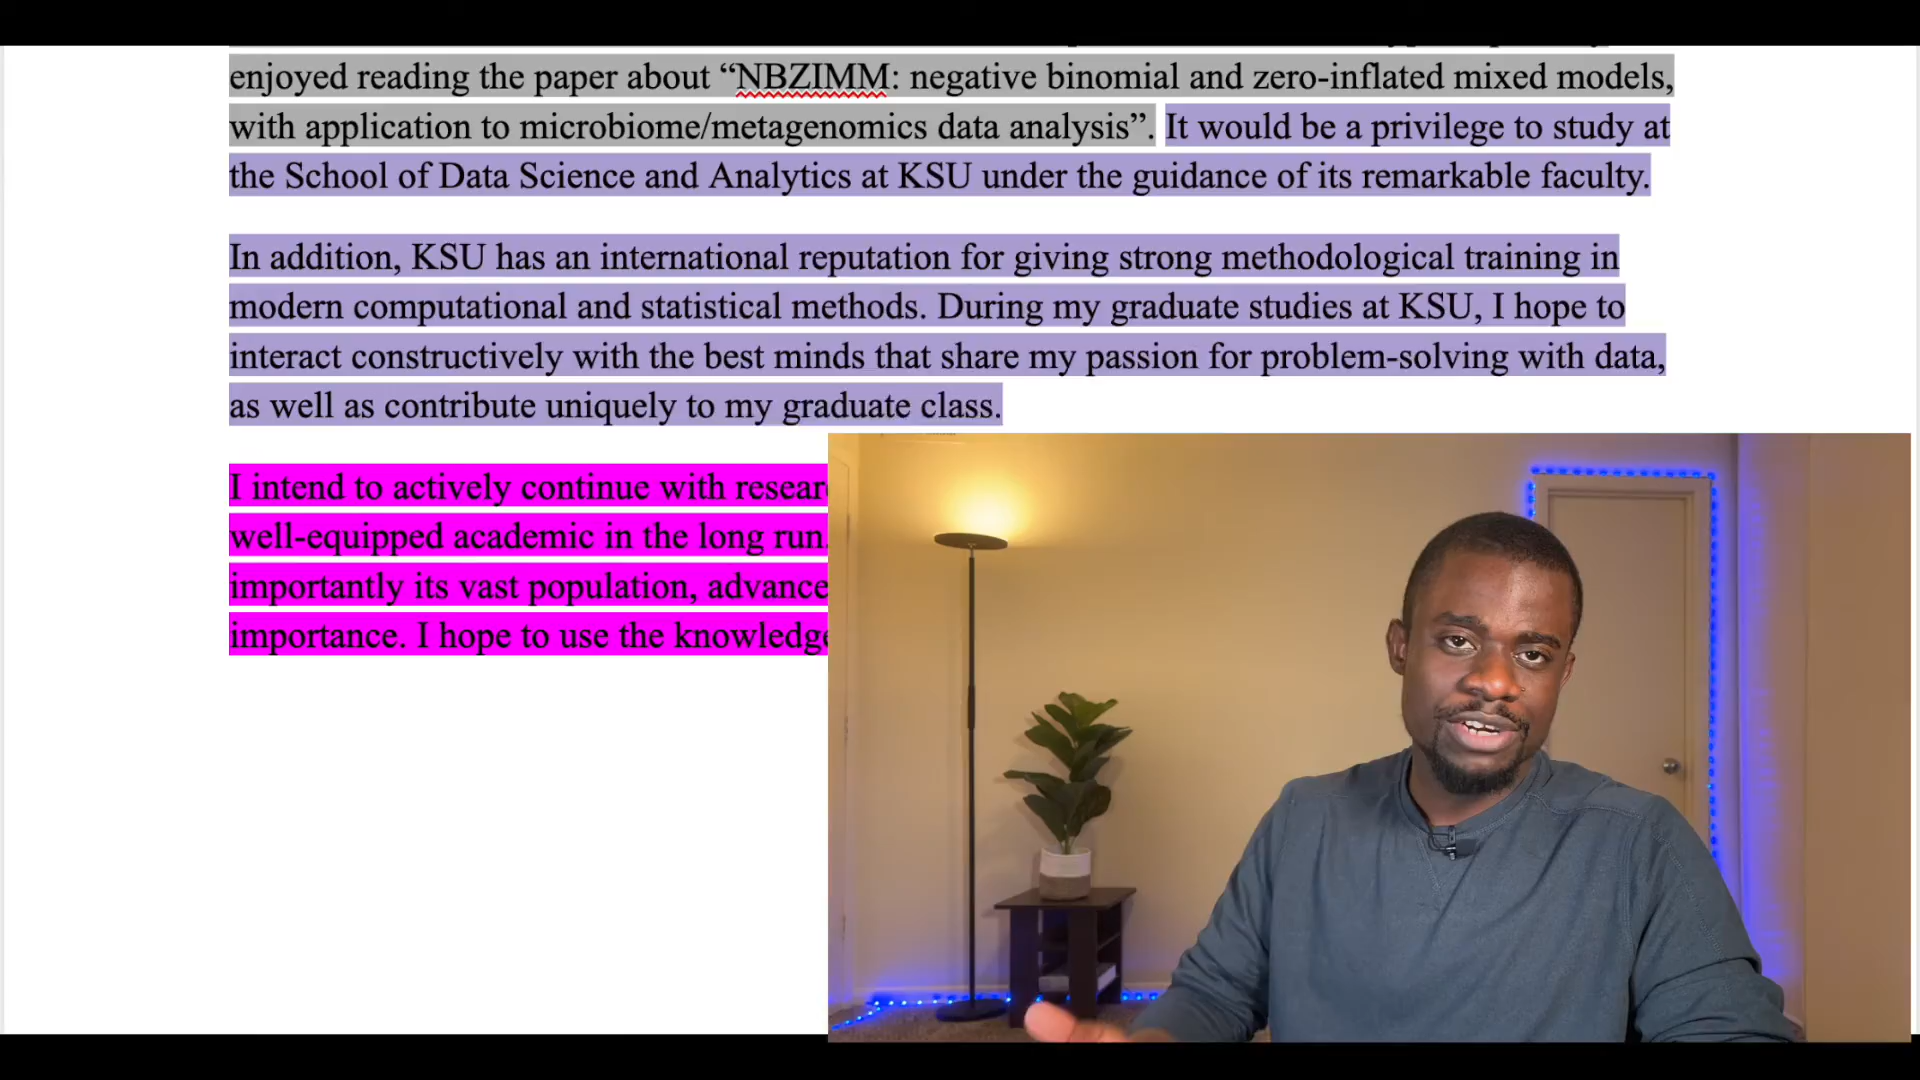 enjoyed reading the paper about “NBZIMM: negative binomial and zero-inflated mixed models,
with application to microbiome/metagenomics data analysis”. It would be a privilege to study at
the School of Data Science and Analytics at KSU under the guidance of its remarkable faculty.
In addition, KSU has an international reputation for giving strong methodological training in
modern computational and statistical methods. During my graduate studies at KSU, I hope to
interact constructively with the best minds that share my passion for problem-solving with data,
as well as contribute uniquely to my graduate class.
I intend to actively continue with
well-equipped academic in the long run.
importantly its vast population,
importance. I hope to use the